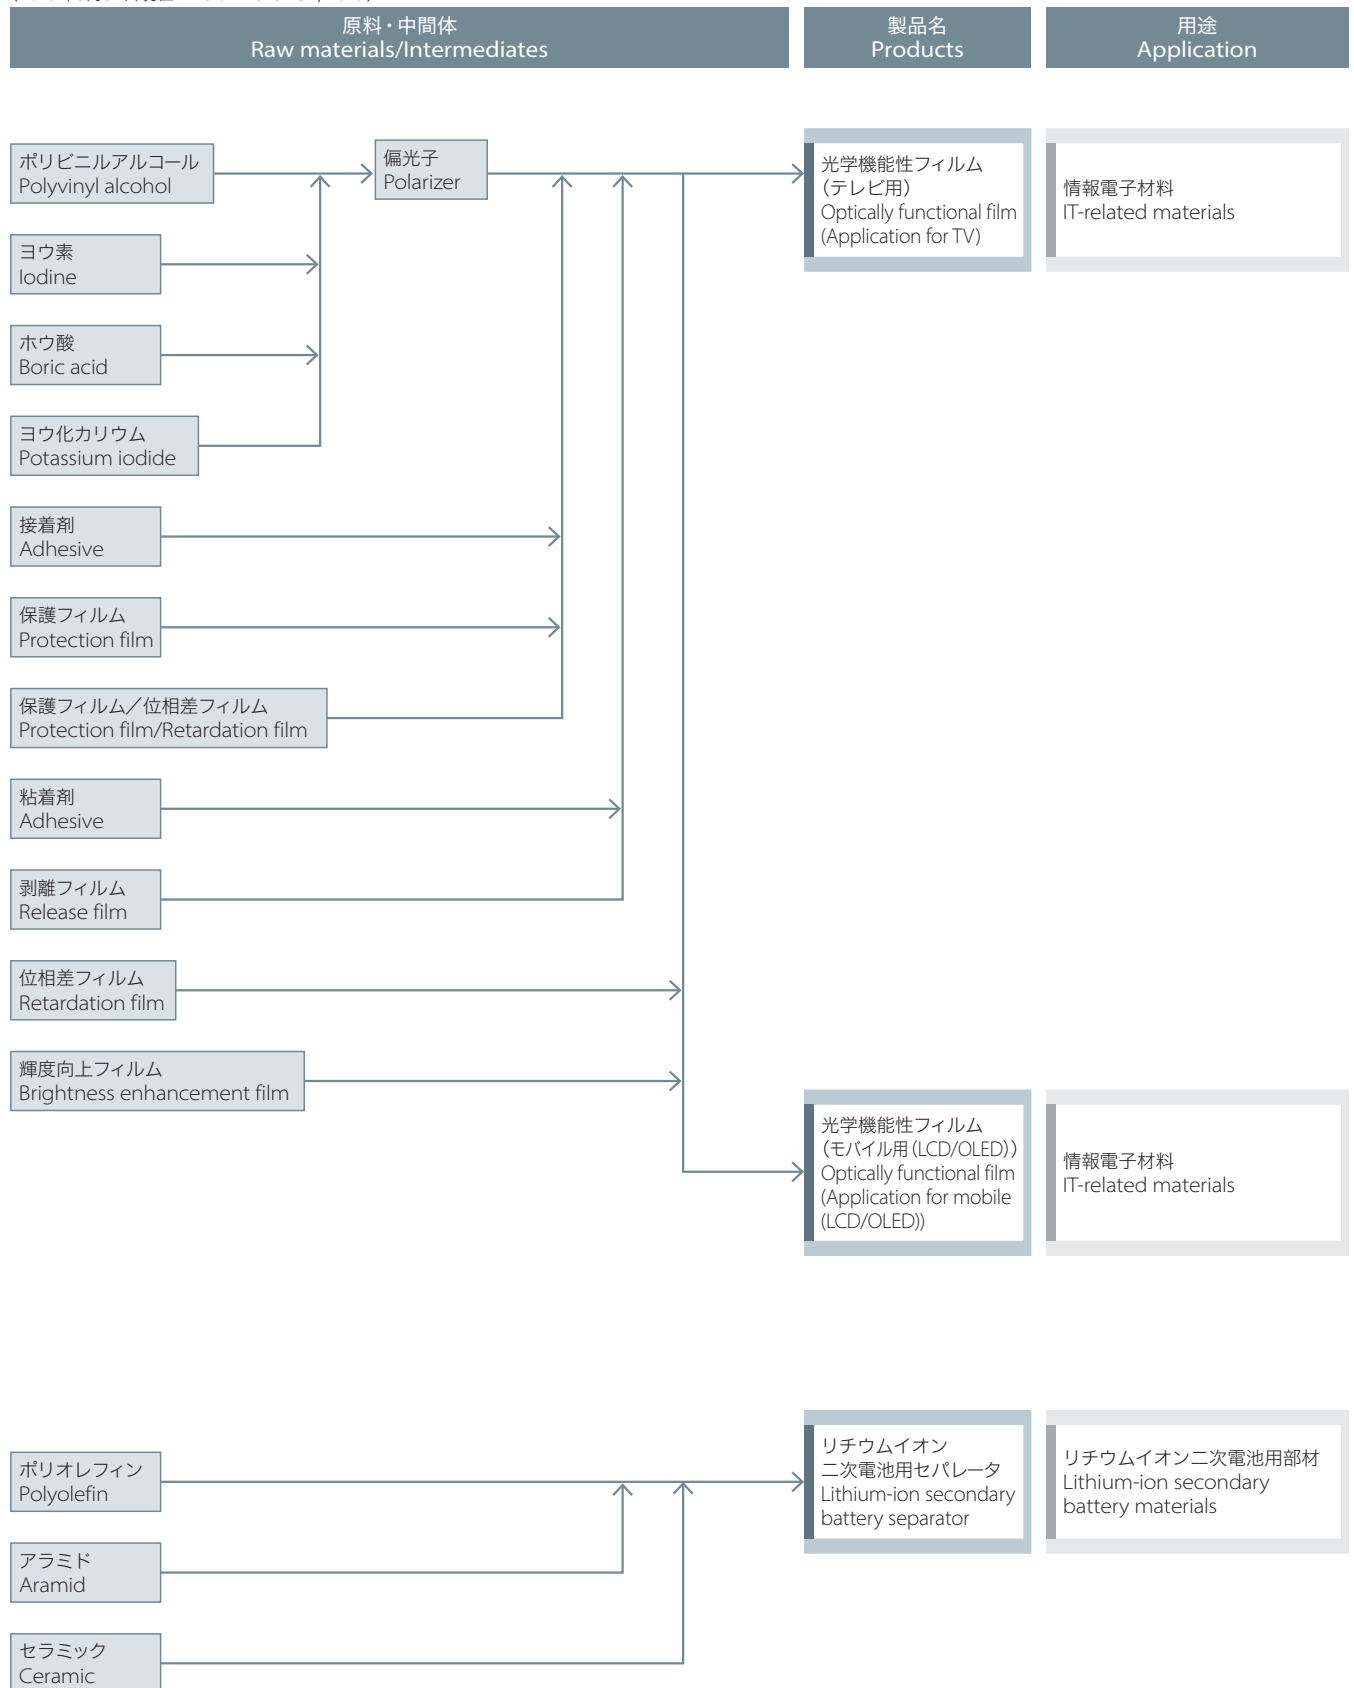 原料・中間体
Raw materials/Intermediates
製品名
Products
用途
Application
ポリビニルアルコール
Polyvinyl alcohol
偏光子
Polarizer
光学機能性フィルム
（テレビ用）
Optically functional film
(Application for TV)
情報電子材料
IT-related materials
ヨウ素
Iodine
ホウ酸
Boric acid
ヨウ化カリウム
Potassium iodide
接着剤
Adhesive
保護フィルム
Protection film
保護フィルム／位相差フィルム
Protection film/Retardation film
粘着剤
Adhesive
剥離フィルム
Release film
位相差フィルム
Retardation film
輝度向上フィルム
Brightness enhancement film
光学機能性フィルム
（モバイル用（LCD/OLED））
Optically functional film
(Application for mobile
(LCD/OLED))
情報電子材料
IT-related materials
ポリオレフィン
Polyolefin
リチウムイオン
二次電池用セパレータ
Lithium-ion secondary
battery separator
リチウムイオン二次電池用部材
Lithium-ion secondary
battery materials
アラミド
Aramid
セラミック
Ceramic